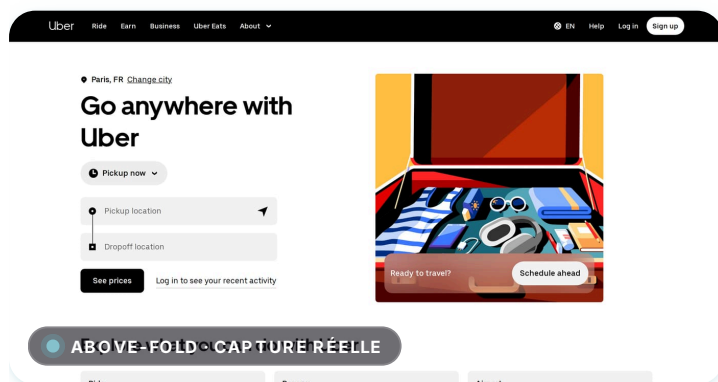 Uber Ride Earn Business Uber Eats About EN Help Log in Sign up
Paris, FR Change city
Go anywhere with
Uber
Pickup now
Pickup location
Dropoff location
See prices Log in to see your recent activity
Ready to travel? Schedule ahead
ABOVE-FOLD · CAPTURE RÉELLE